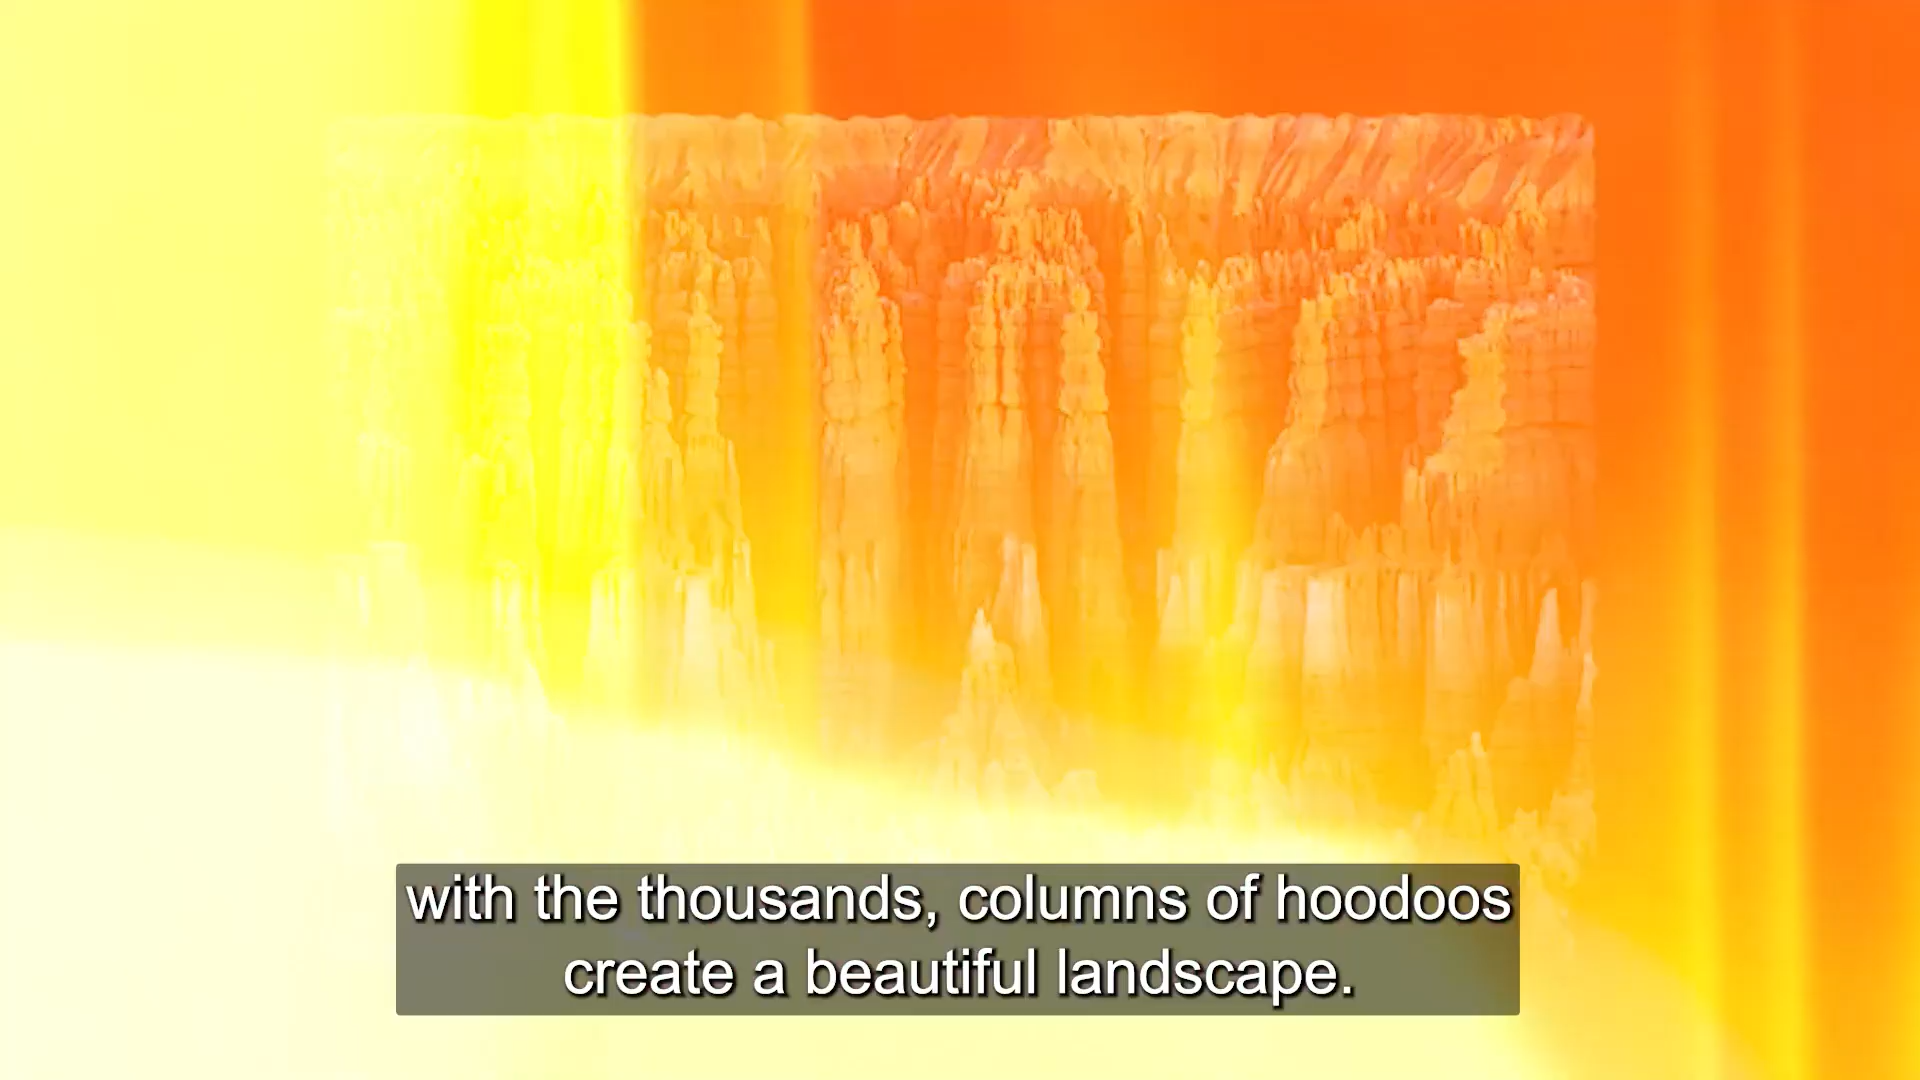 with the thousands, columns of hoodoos
create a beautiful landscape.